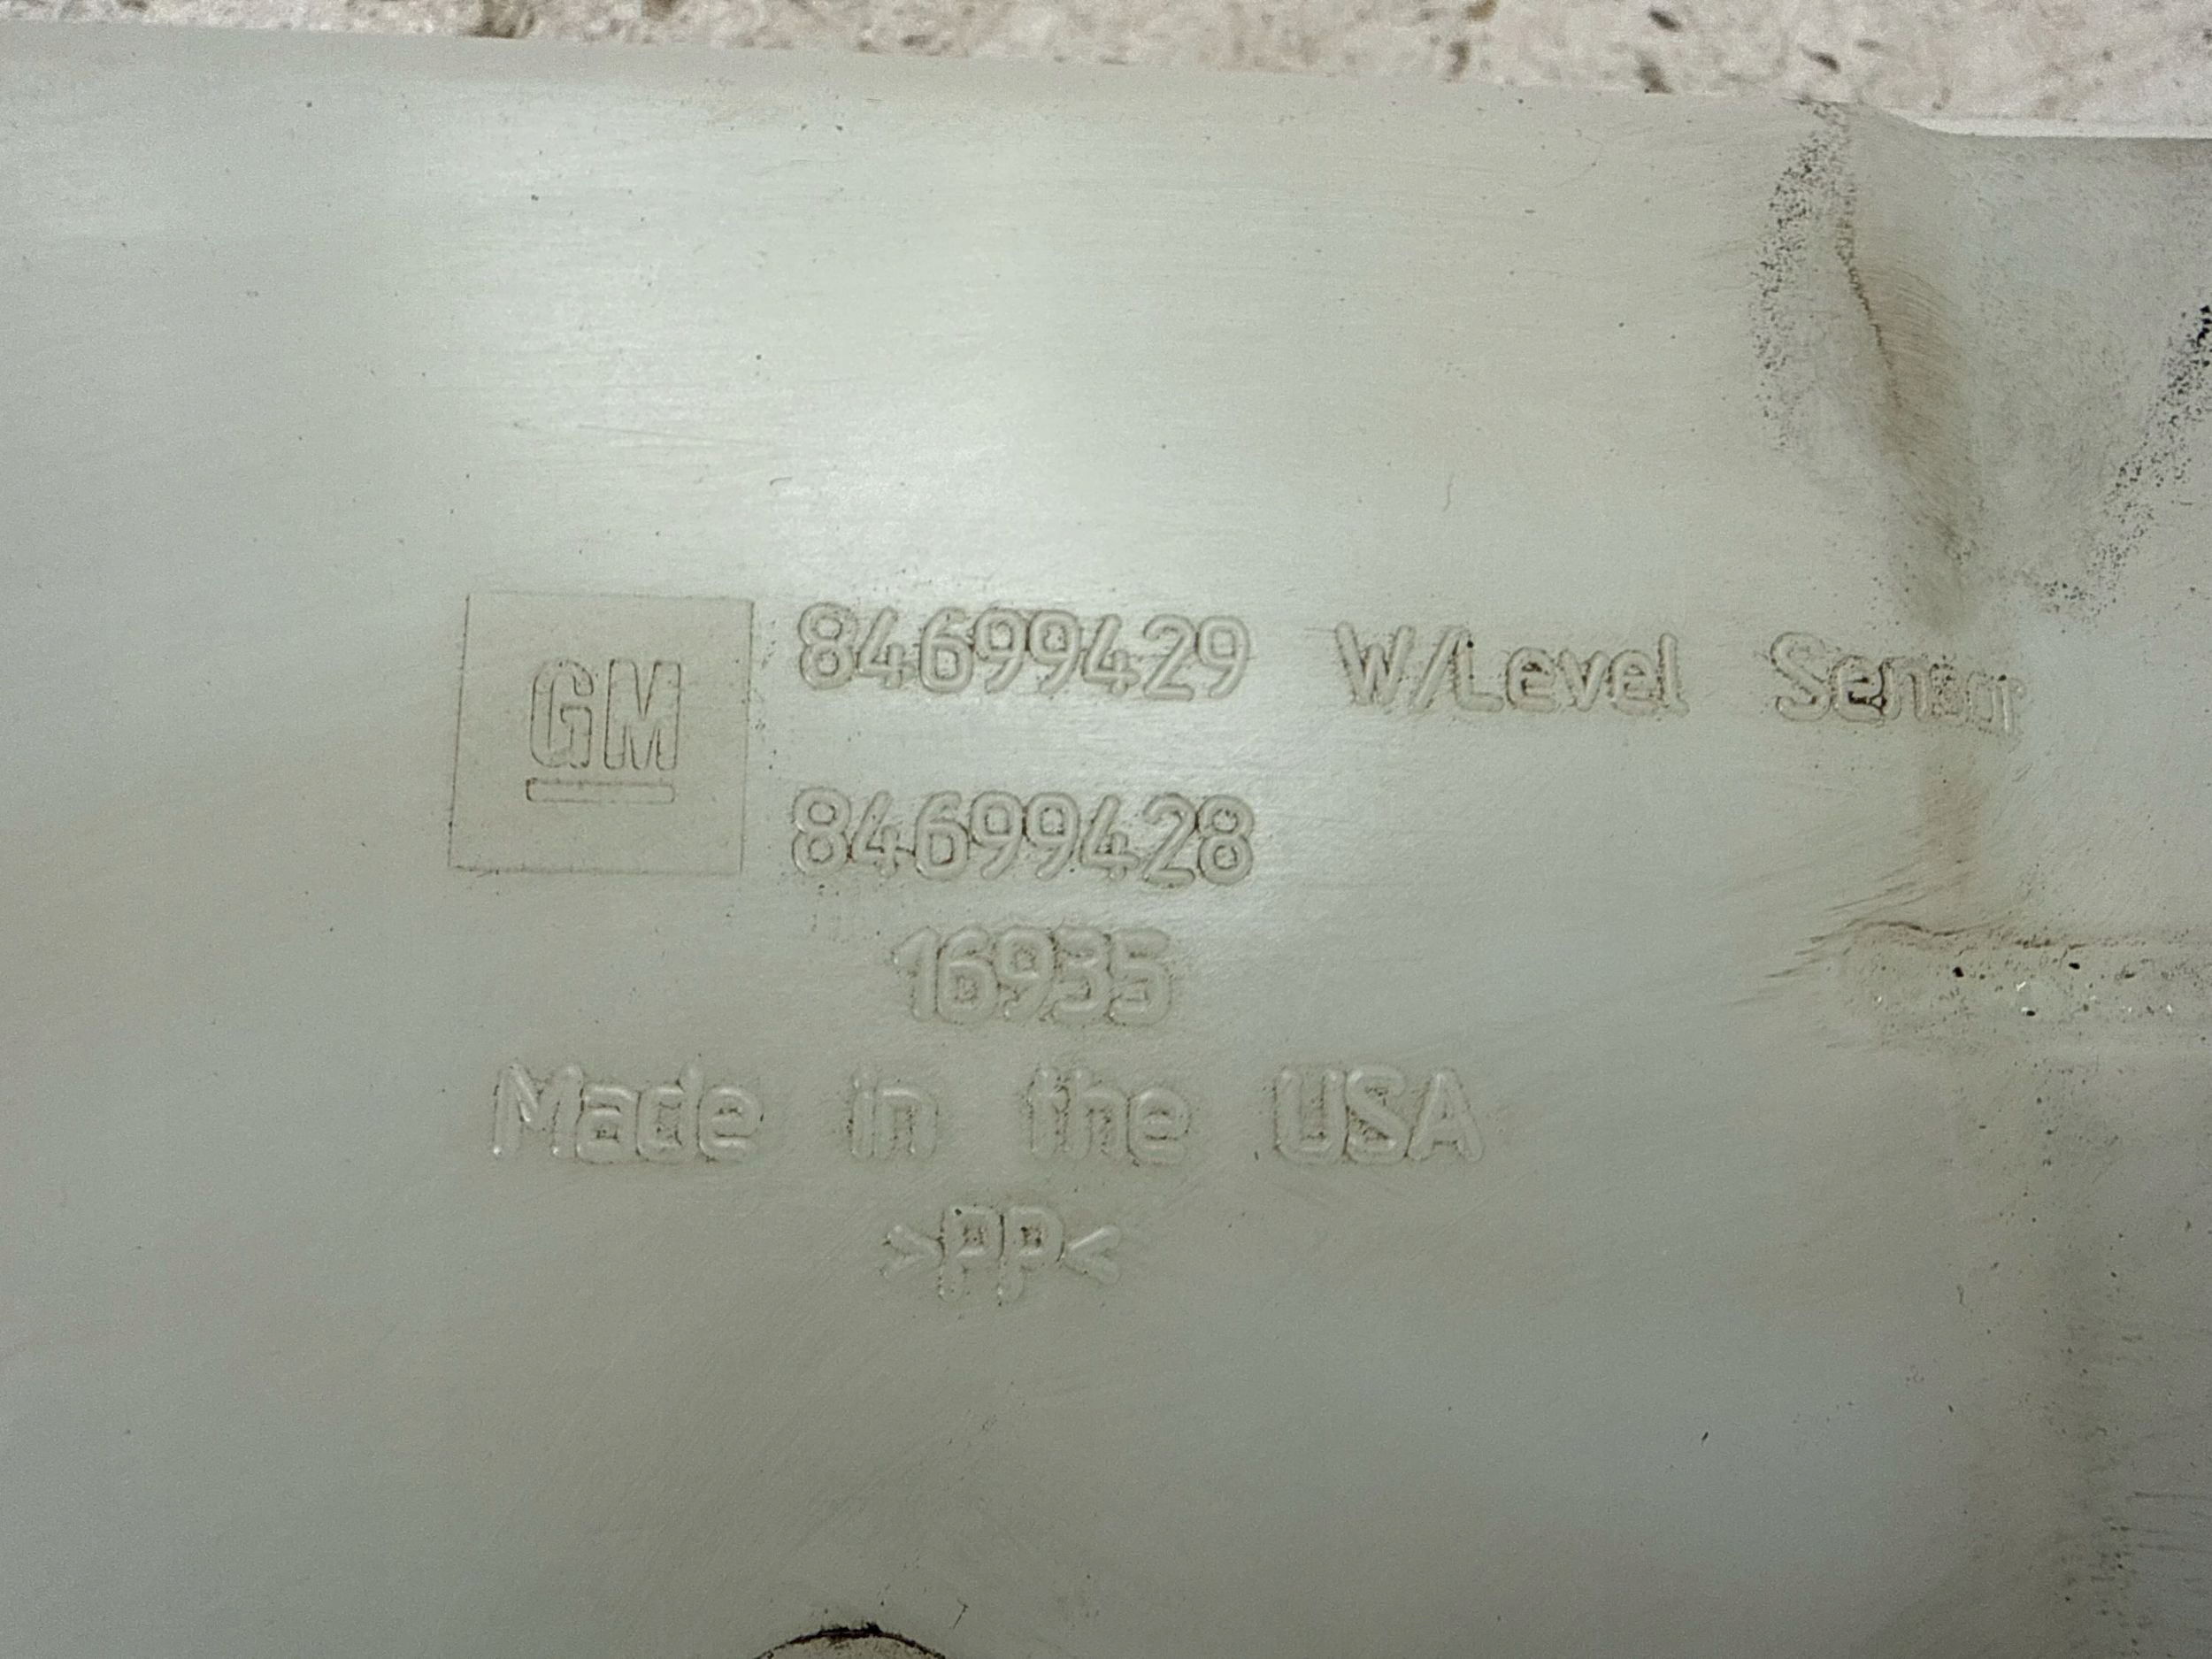 GM
84699429 W/Level Sensor
84699428
16935
Made in the USA
>PP<